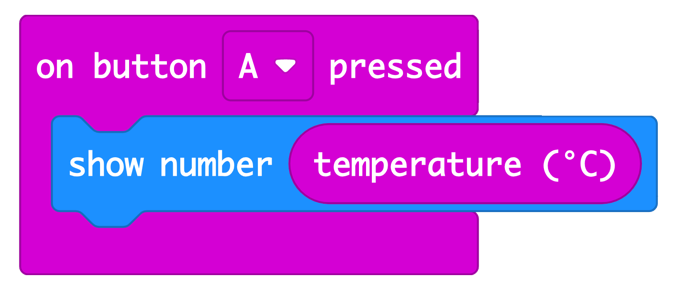 on button A pressed
show number temperature (°C)